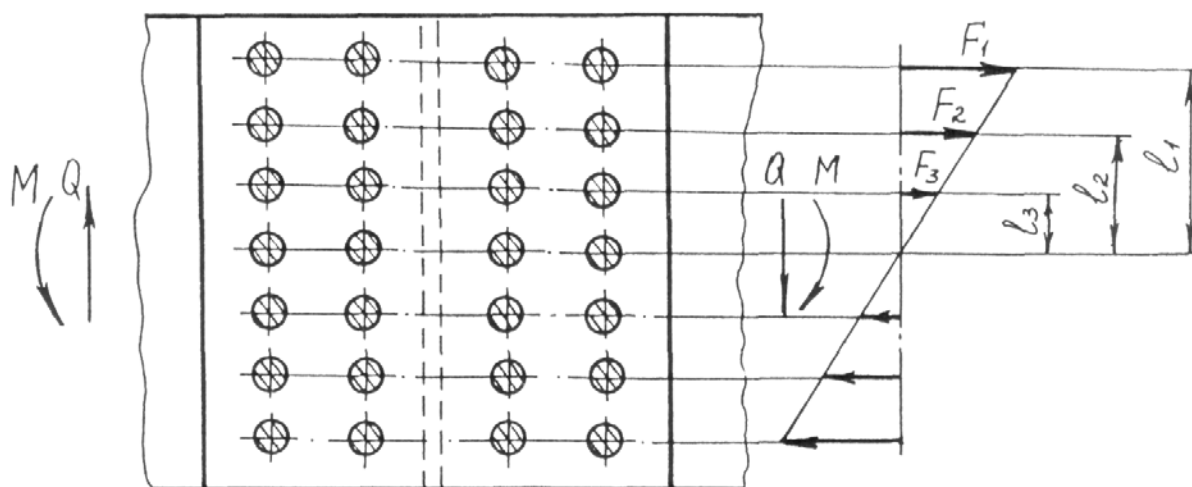 F₁
F₂
M Q
Q M F₃
l₃ l₂ l₁